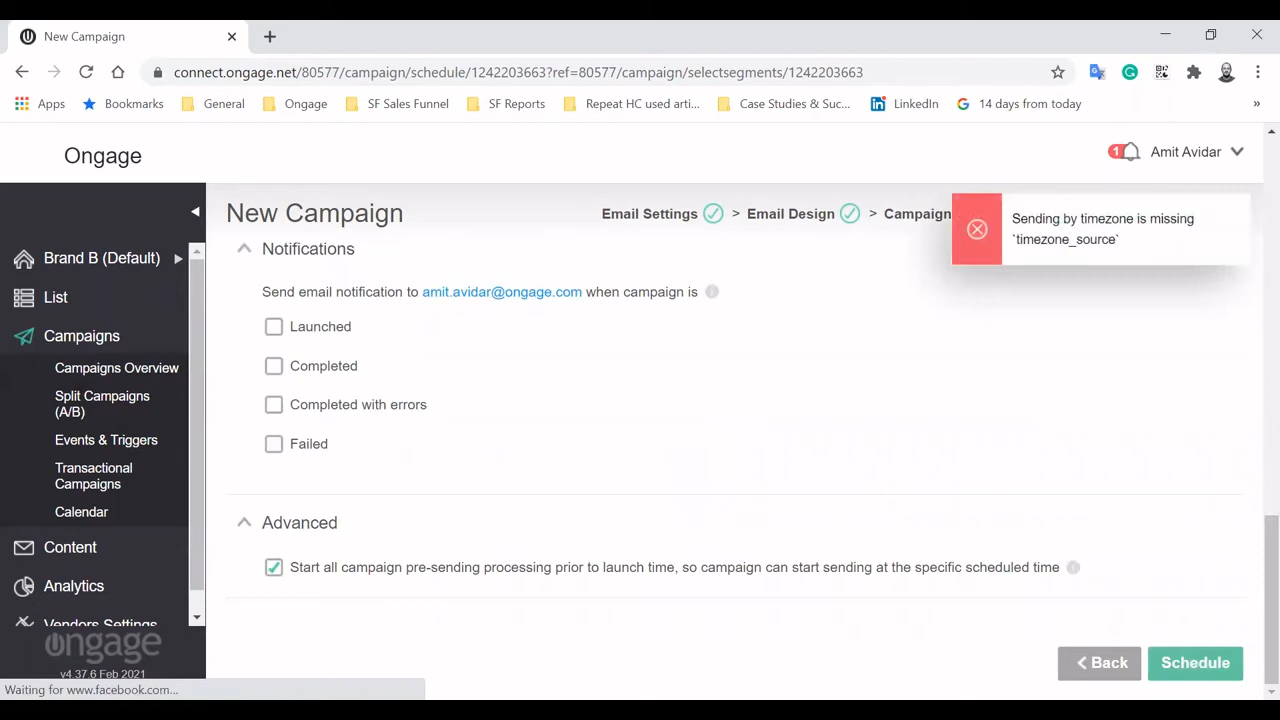 New Campaign
connect.ongage.net/80577/campaign/schedule/1242203663?ref=80577/campaign/selectsegments/1242203663
Apps
Bookmarks
General
Ongage
SF Sales Funnel
SF Reports
Repeat HC used arti...
Case Studies & Suc...
LinkedIn
14 days from today
»
Ongage
1
Amit Avidar
New Campaign
Email Settings > Email Design > Campaign
Sending by timezone is missing
`timezone_source`
Brand B (Default)
List
Campaigns
Campaigns Overview
Split Campaigns
(A/B)
Events & Triggers
Transactional
Campaigns
Calendar
Content
Analytics
Vendors Settings
ongage
v4.37.6 Feb 2021
Notifications
Send email notification to amit.avidar@ongage.com when campaign is
Launched
Completed
Completed with errors
Failed
Advanced
Start all campaign pre-sending processing prior to launch time, so campaign can start sending at the specific scheduled time
Back
Schedule
Waiting for www.facebook.com...